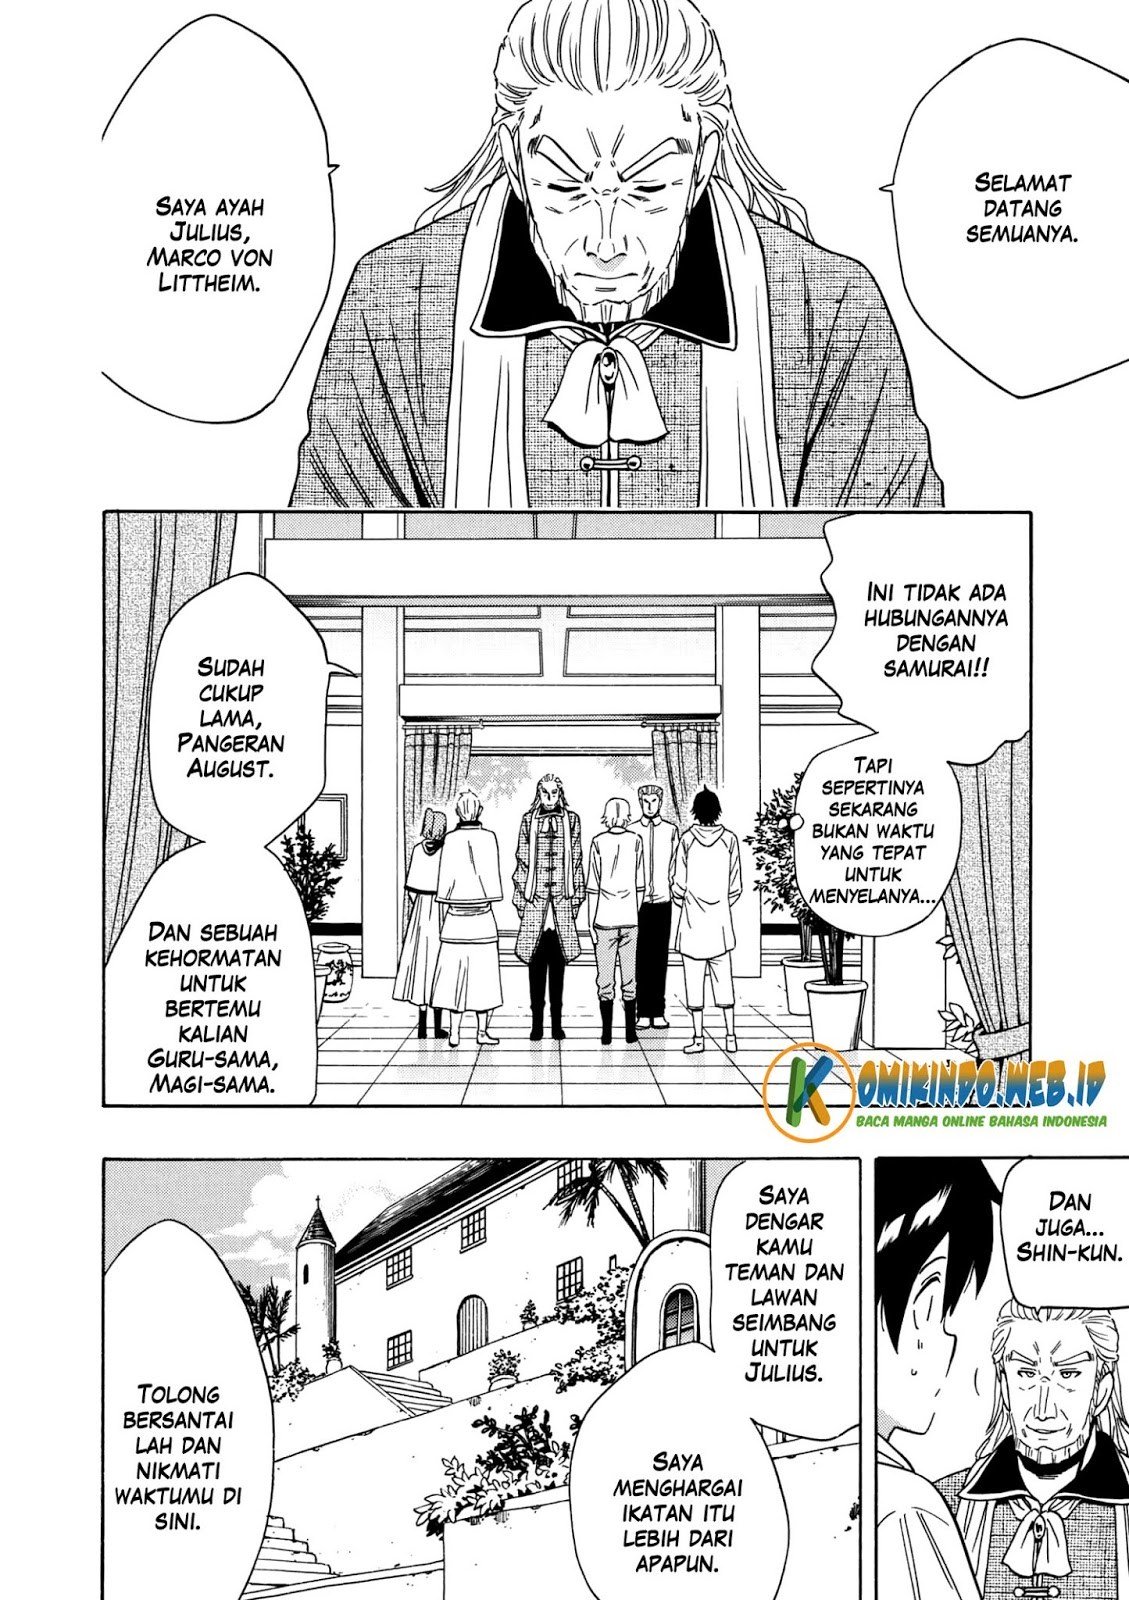 SELAMAT
DATANG
SEMUANYA.
SAYA AYAH
JULIUS,
MARCO VON
LITTHEIM.
INI TIDAK ADA
HUBUNGANNYA
DENGAN
SAMURAI!!
TAPI
SEPERTINYA
SEKARANG
BUKAN WAKTU
YANG TEPAT
UNTUK
MENYELANYA...
SUDAH
CUKUP
LAMA,
PANGERAN
AUGUST.
DAN SEBUAH
KEHORMATAN
UNTUK
BERTEMU
KALIAN
GURU-SAMA,
MAGI-SAMA.
KOMIKINDO.WEB.ID
BACA MANGA ONLINE BAHASA INDONESIA
DAN
JUGA...
SHIN-KUN.
SAYA
DENGAR
KAMU
TEMAN DAN
LAWAN
SEIMBANG
UNTUK
JULIUS.
SAYA
MENGHARGAI
IKATAN ITU
LEBIH DARI
APAPUN.
TOLONG
BERSANTAI
LAH DAN
NIKMATI
WAKTUMU DI
SINI.